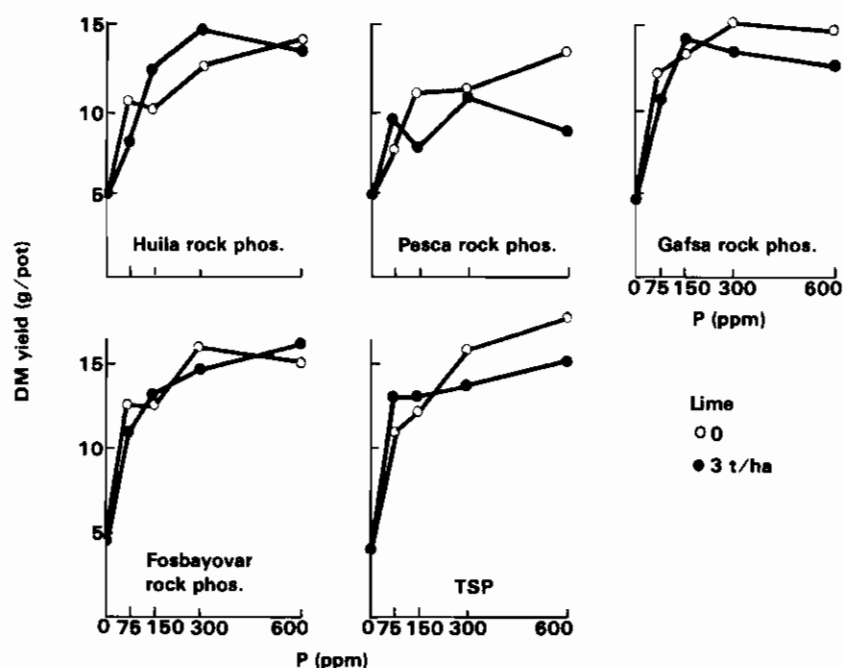 DM yield (g/pot)
15
10
5
Huila rock phos.
Pesca rock phos.
Gafsa rock phos.
0 75 150 300 600
P (ppm)
15
10
5
Fosbayovar
rock phos.
0 75 150 300 600
TSP
0 75 150 300 600
P (ppm)
Lime
0
3 t/ha